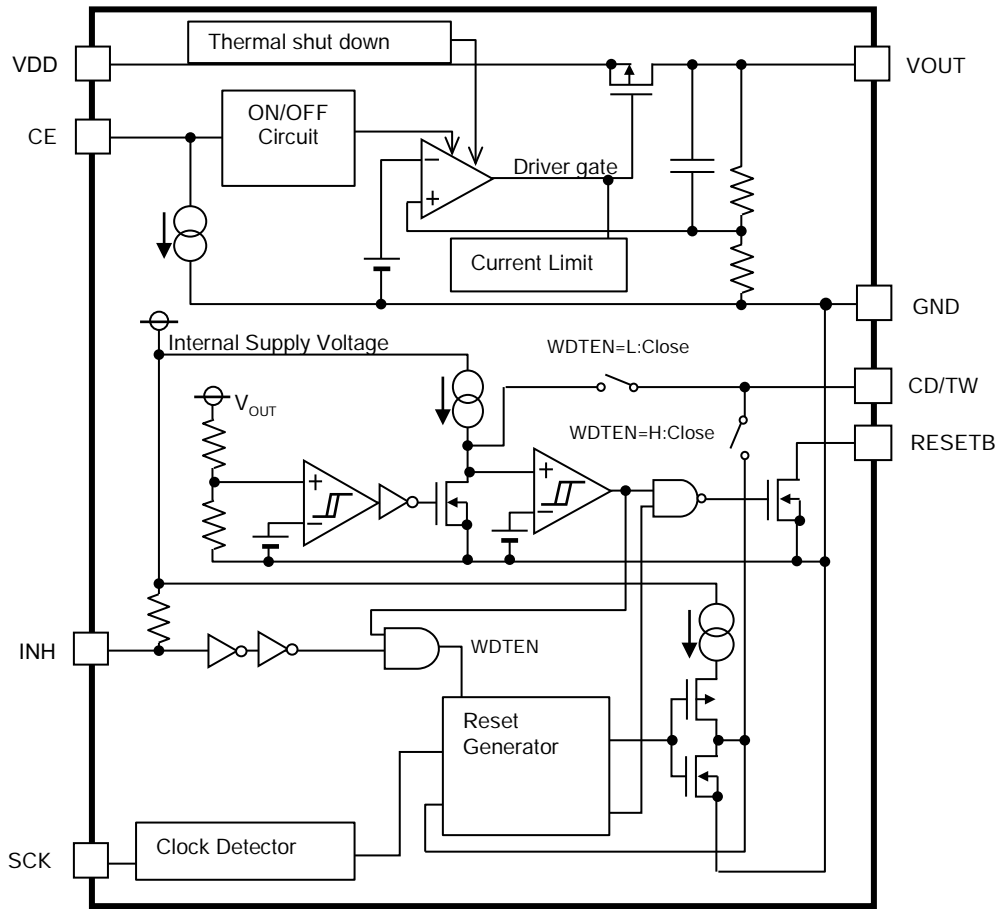 Thermal shut down
VDD
VOUT
ON/OFF
Circuit
CE
−
Driver gate
+
Current Limit
GND
Internal Supply Voltage
WDTEN=L:Close
CD/TW
VOUT
WDTEN=H:Close
RESETB
+
+
−
−
INH
WDTEN
Reset
Generator
Clock Detector
SCK